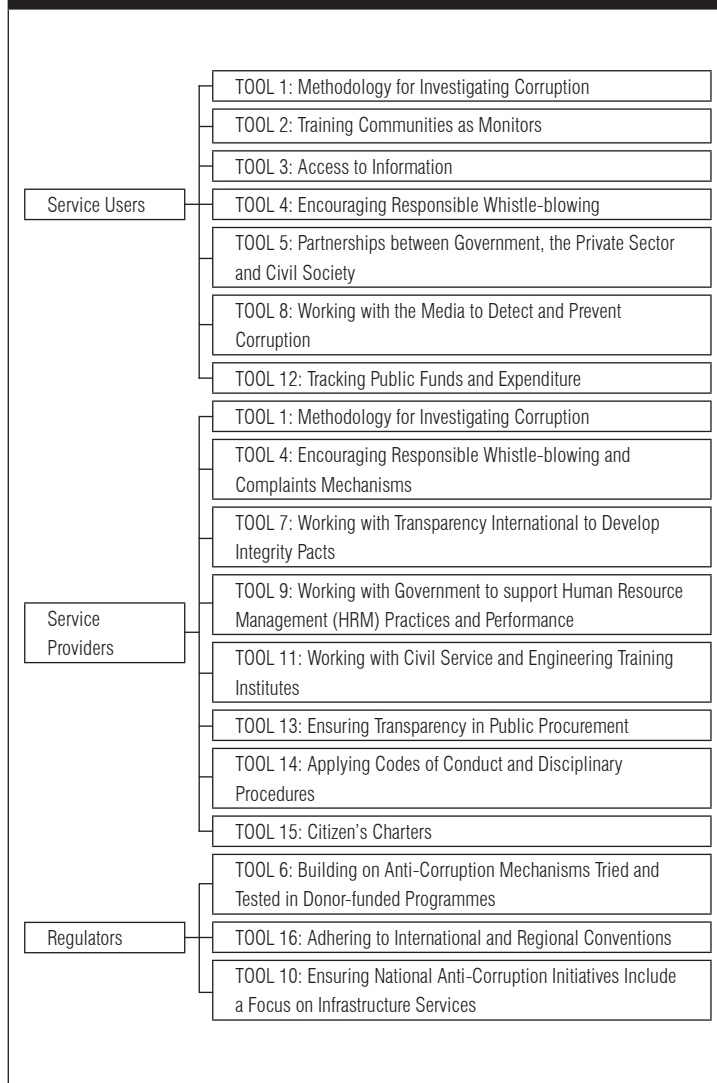 TOOL 1: Methodology for Investigating Corruption
TOOL 2: Training Communities as Monitors
TOOL 3: Access to Information
Service Users
TOOL 4: Encouraging Responsible Whistle-blowing
TOOL 5: Partnerships between Government, the Private Sector
and Civil Society
TOOL 8: Working with the Media to Detect and Prevent
Corruption
TOOL 12: Tracking Public Funds and Expenditure
TOOL 1: Methodology for Investigating Corruption
TOOL 4: Encouraging Responsible Whistle-blowing and
Complaints Mechanisms
TOOL 7: Working with Transparency International to Develop
Integrity Pacts
TOOL 9: Working with Government to support Human Resource
Management (HRM) Practices and Performance
Service
Providers
TOOL 11: Working with Civil Service and Engineering Training
Institutes
TOOL 13: Ensuring Transparency in Public Procurement
TOOL 14: Applying Codes of Conduct and Disciplinary
Procedures
TOOL 15: Citizen’s Charters
TOOL 6: Building on Anti-Corruption Mechanisms Tried and
Tested in Donor-funded Programmes
Regulators
TOOL 16: Adhering to International and Regional Conventions
TOOL 10: Ensuring National Anti-Corruption Initiatives Include
a Focus on Infrastructure Services